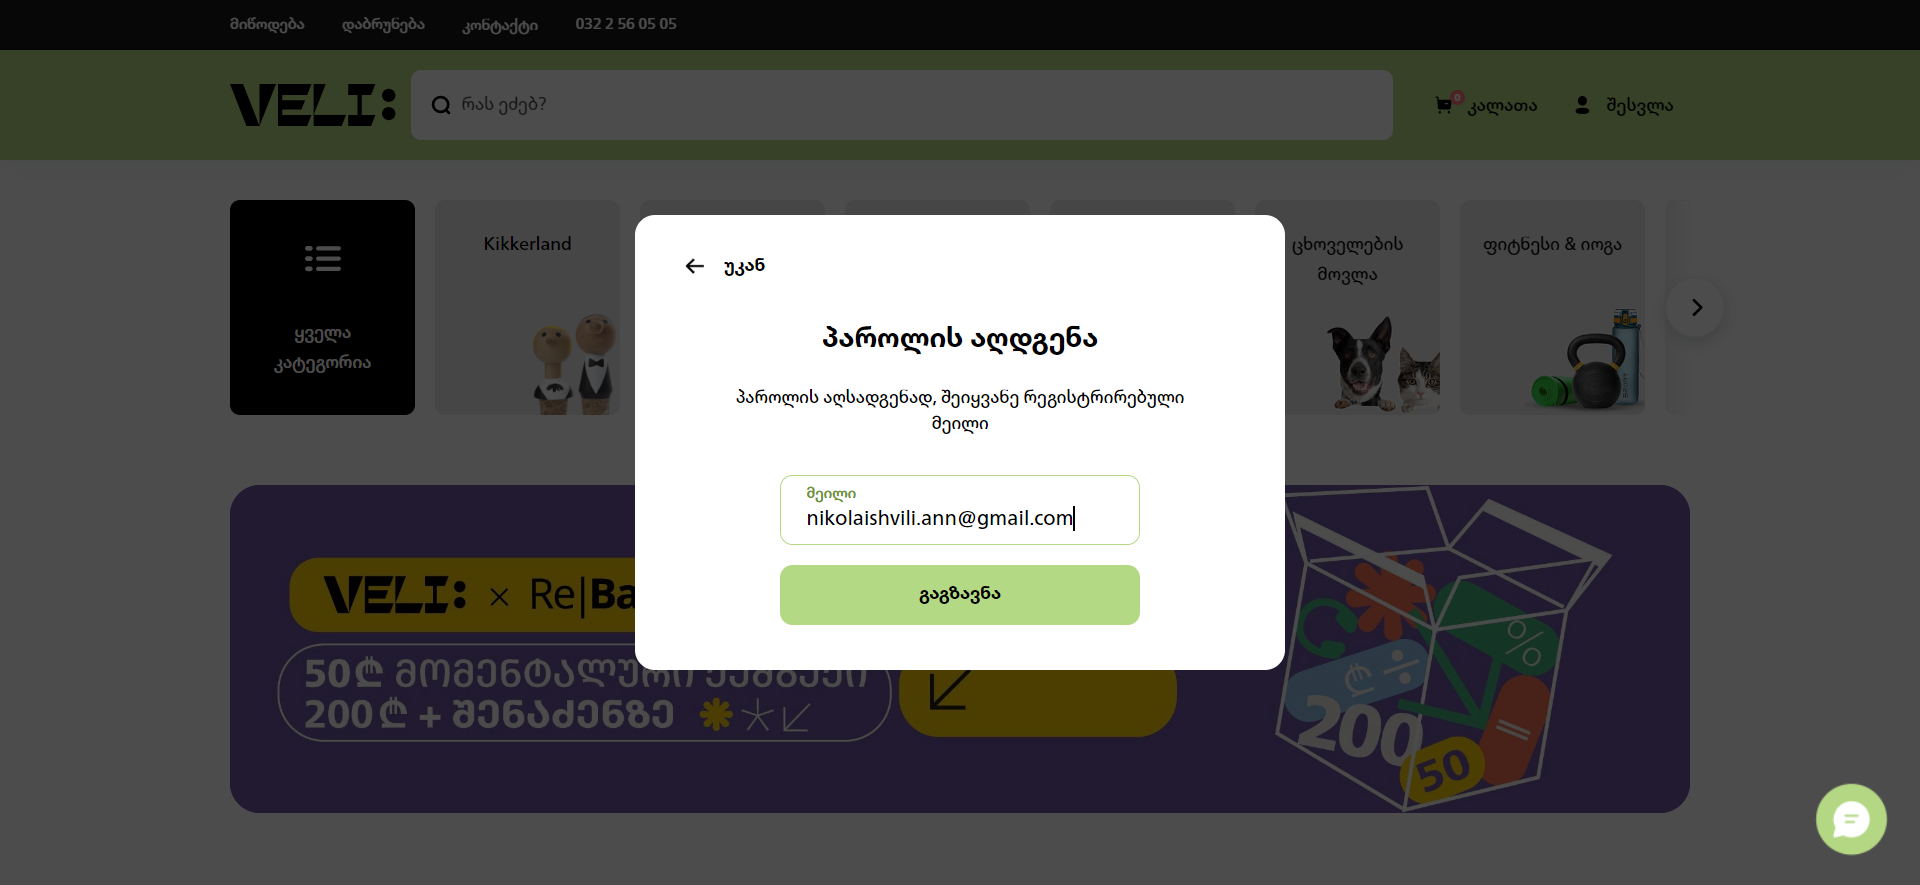 მიწოდება
დაბრუნება
კონტაქტი
032 2 56 05 05
VELI:
რას ეძებ?
0
კალათა
შესვლა
ყველა
კატეგორია
Kikkerland
ცხოველების
მოვლა
ფიტნესი & იოგა
უკან
პაროლის აღდგენა
პაროლის აღსადგენად, შეიყვანე რეგისტრირებული
მეილი
მეილი
nikolaishvili.ann@gmail.com
გაგზავნა
VELI: × Re|Ba
50₾ მომენტალური
200₾ + შენაძენზე
₾ ÷
%
200
=
50